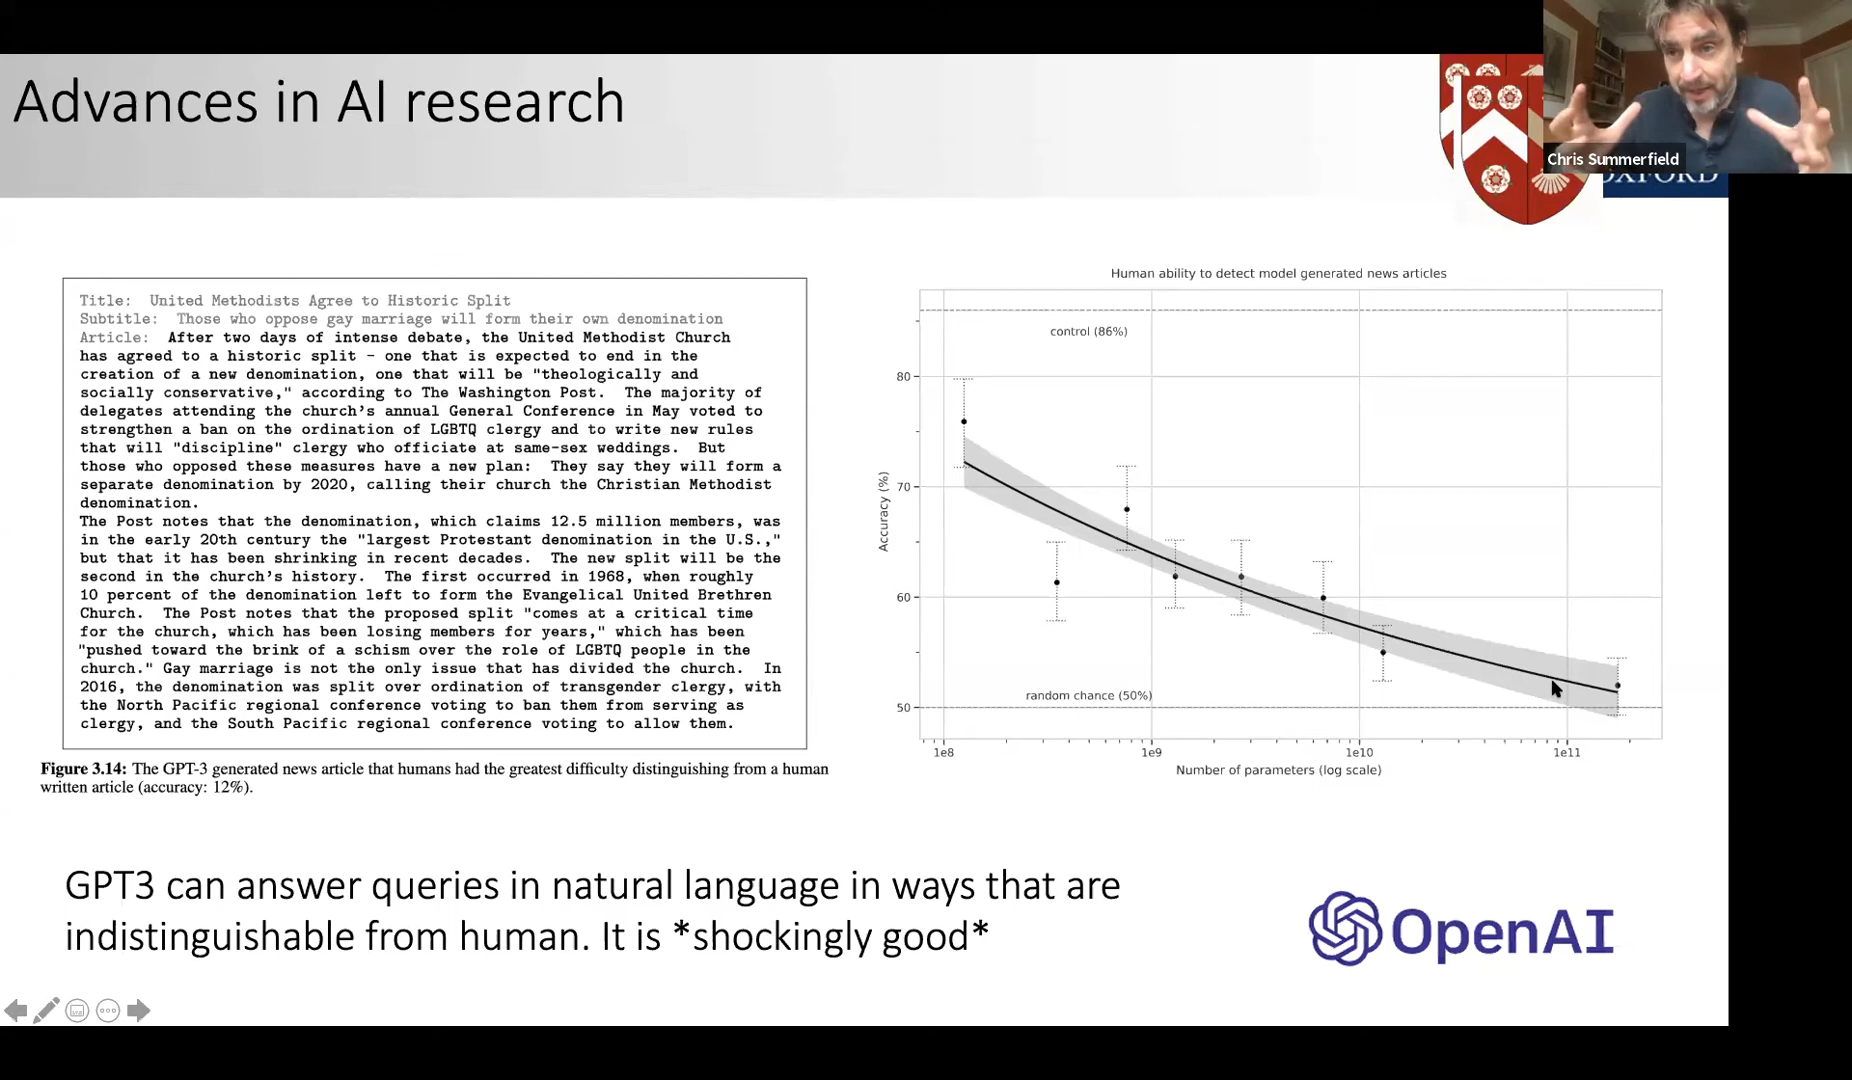 Advances in AI research
Chris Summerfield
OXFORD
Title: United Methodists Agree to Historic Split
Subtitle: Those who oppose gay marriage will form their own denomination
Article: After two days of intense debate, the United Methodist Church
has agreed to a historic split - one that is expected to end in the
creation of a new denomination, one that will be "theologically and
socially conservative," according to The Washington Post. The majority of
delegates attending the church's annual General Conference in May voted to
strengthen a ban on the ordination of LGBTQ clergy and to write new rules
that will "discipline" clergy who officiate at same-sex weddings. But
those who opposed these measures have a new plan: They say they will form a
separate denomination by 2020, calling their church the Christian Methodist
denomination.
The Post notes that the denomination, which claims 12.5 million members, was
in the early 20th century the "largest Protestant denomination in the U.S.,"
but that it has been shrinking in recent decades. The new split will be the
second in the church's history. The first occurred in 1968, when roughly
10 percent of the denomination left to form the Evangelical United Brethren
Church. The Post notes that the proposed split "comes at a critical time
for the church, which has been losing members for years," which has been
"pushed toward the brink of a schism over the role of LGBTQ people in the
church." Gay marriage is not the only issue that has divided the church. In
2016, the denomination was split over ordination of transgender clergy, with
the North Pacific regional conference voting to ban them from serving as
clergy, and the South Pacific regional conference voting to allow them.
Figure 3.14: The GPT-3 generated news article that humans had the greatest difficulty distinguishing from a human
written article (accuracy: 12%).
Human ability to detect model generated news articles
control (86%)
80
70
60
50
Accuracy (%)
random chance (50%)
1e8 1e9 1e10 1e11
Number of parameters (log scale)
GPT3 can answer queries in natural language in ways that are
indistinguishable from human. It is *shockingly good*
OpenAI